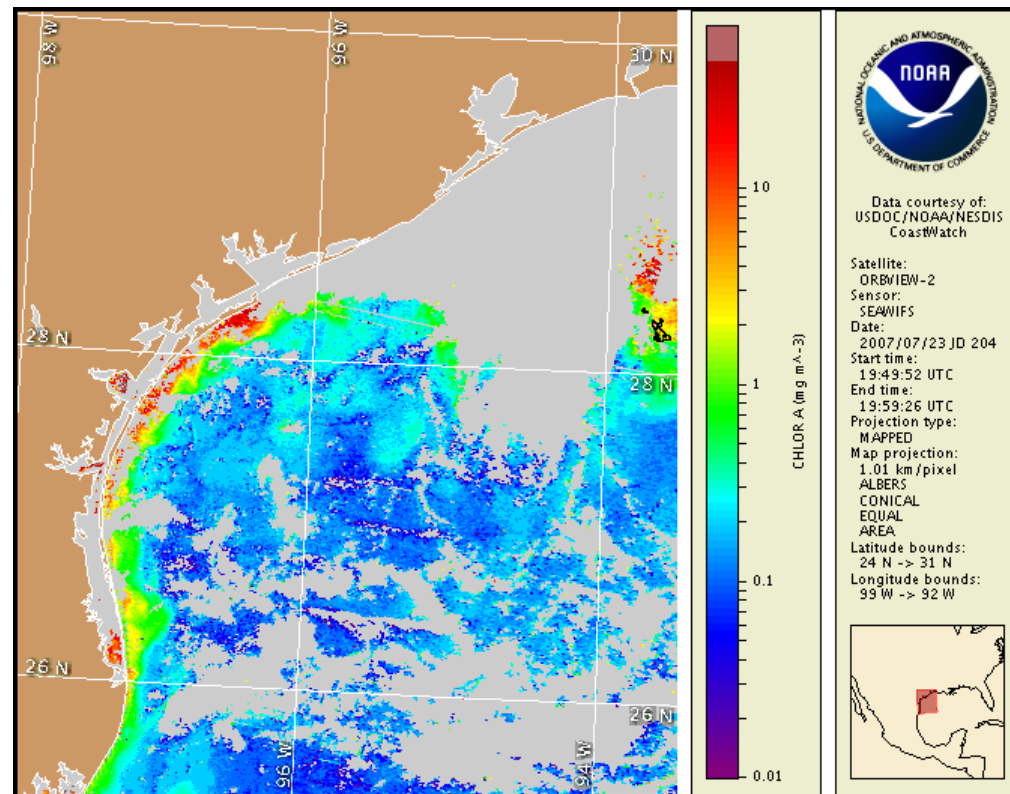 98 W
96 W
30 N
28 N
28 N
26 N
26 N
96 W
94 W
10
1
0.1
0.01
CHLOR A (mg m^-3)
NATIONAL OCEANIC AND ATMOSPHERIC ADMINISTRATION
NOAA
U.S. DEPARTMENT OF COMMERCE
Data courtesy of:
USDOC/NOAA/NESDIS
CoastWatch
Satellite:
ORBVIEW-2
Sensor:
SEAWIFS
Date:
2007/07/23 JD 204
Start time:
19:49:52 UTC
End time:
19:59:26 UTC
Projection type:
MAPPED
Map projection:
1.01 km/pixel
ALBERS
CONICAL
EQUAL
AREA
Latitude bounds:
24 N -> 31 N
Longitude bounds:
99 W -> 92 W